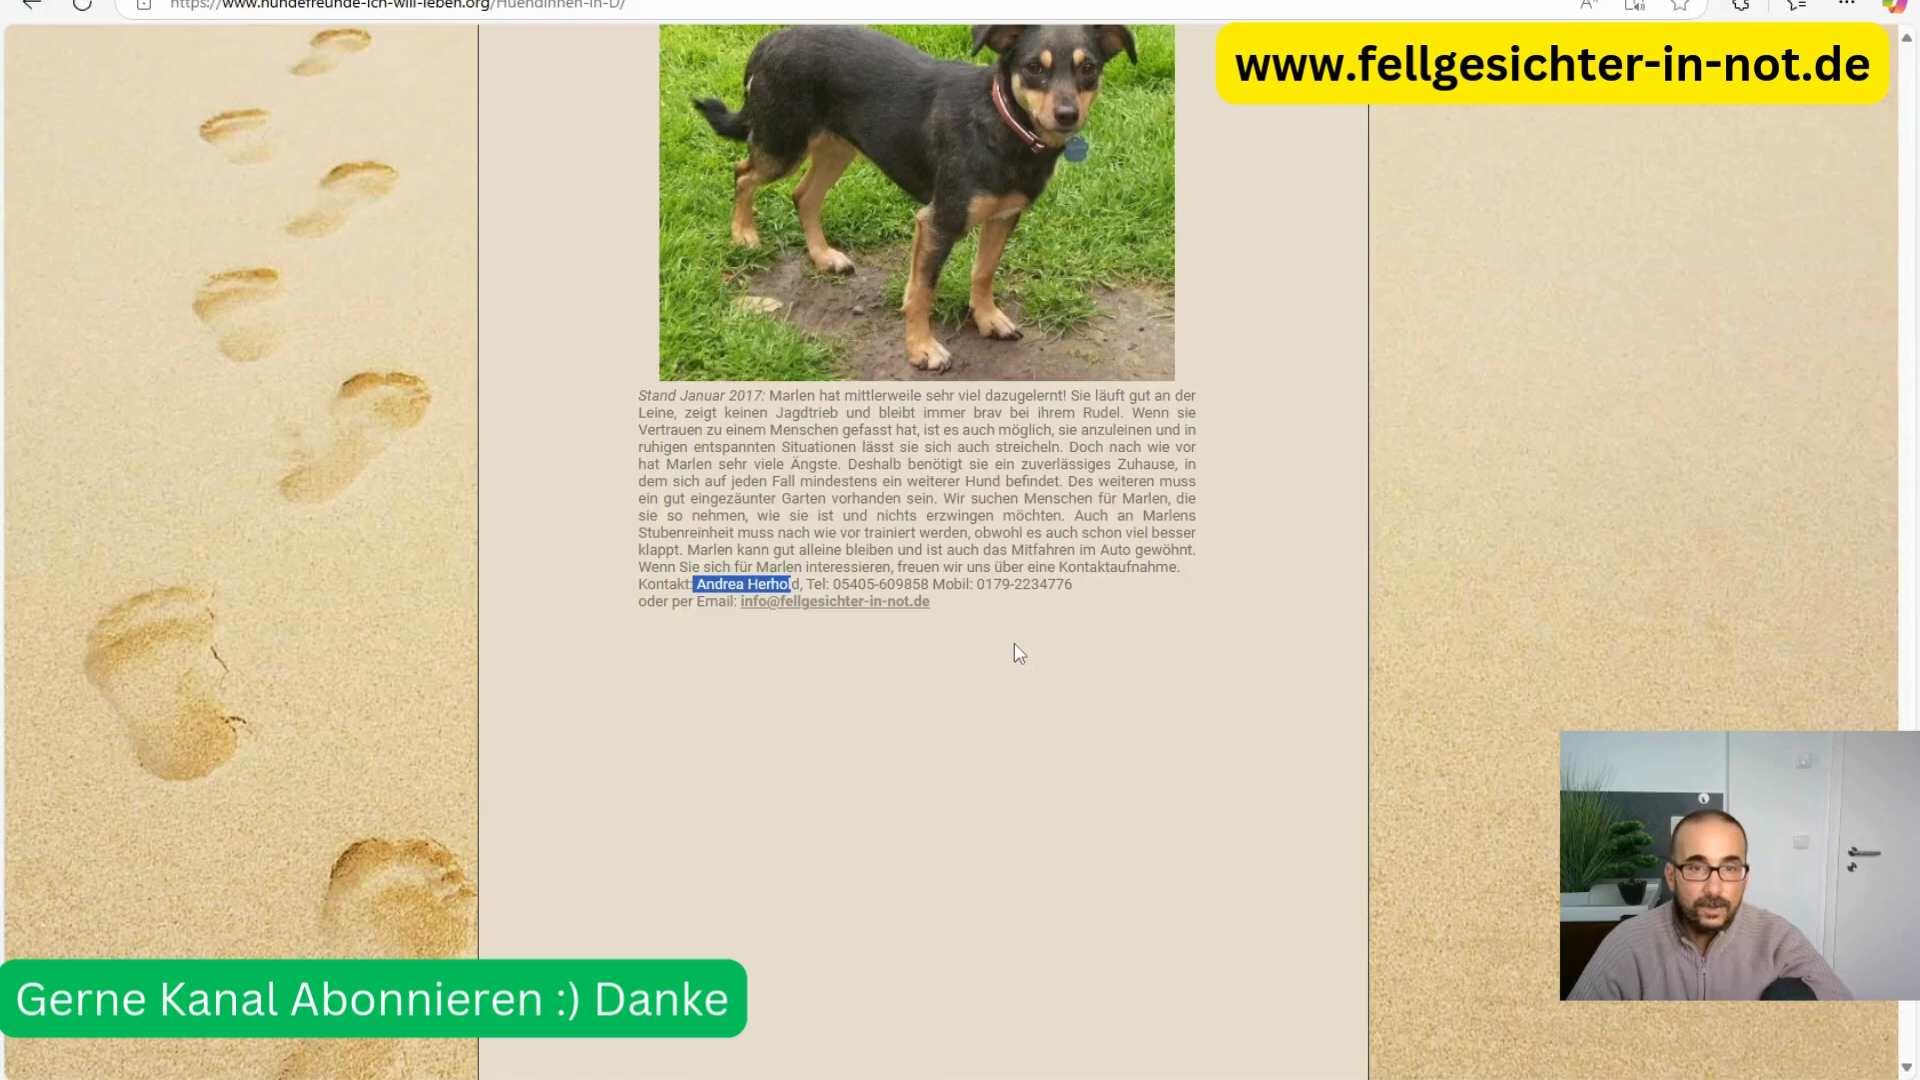 https://www.hundefreunde-ich-will-leben.org/Huendinnen-in-D/
www.fellgesichter-in-not.de
Stand Januar 2017: Marlen hat mittlerweile sehr viel dazugelernt! Sie läuft gut an der
Leine, zeigt keinen Jagdtrieb und bleibt immer brav bei ihrem Rudel. Wenn sie
Vertrauen zu einem Menschen gefasst hat, ist es auch möglich, sie anzuleinen und in
ruhigen entspannten Situationen lässt sie sich auch streicheln. Doch nach wie vor
hat Marlen sehr viele Ängste. Deshalb benötigt sie ein zuverlässiges Zuhause, in
dem sich auf jeden Fall mindestens ein weiterer Hund befindet. Des weiteren muss
ein gut eingezäunter Garten vorhanden sein. Wir suchen Menschen für Marlen, die
sie so nehmen, wie sie ist und nichts erzwingen möchten. Auch an Marlens
Stubenreinheit muss nach wie vor trainiert werden, obwohl es auch schon viel besser
klappt. Marlen kann gut alleine bleiben und ist auch das Mitfahren im Auto gewöhnt.
Wenn Sie sich für Marlen interessieren, freuen wir uns über eine Kontaktaufnahme.
Kontakt: Andrea Herhold, Tel: 05405-609858 Mobil: 0179-2234776
oder per Email: info@fellgesichter-in-not.de
Gerne Kanal Abonnieren :) Danke